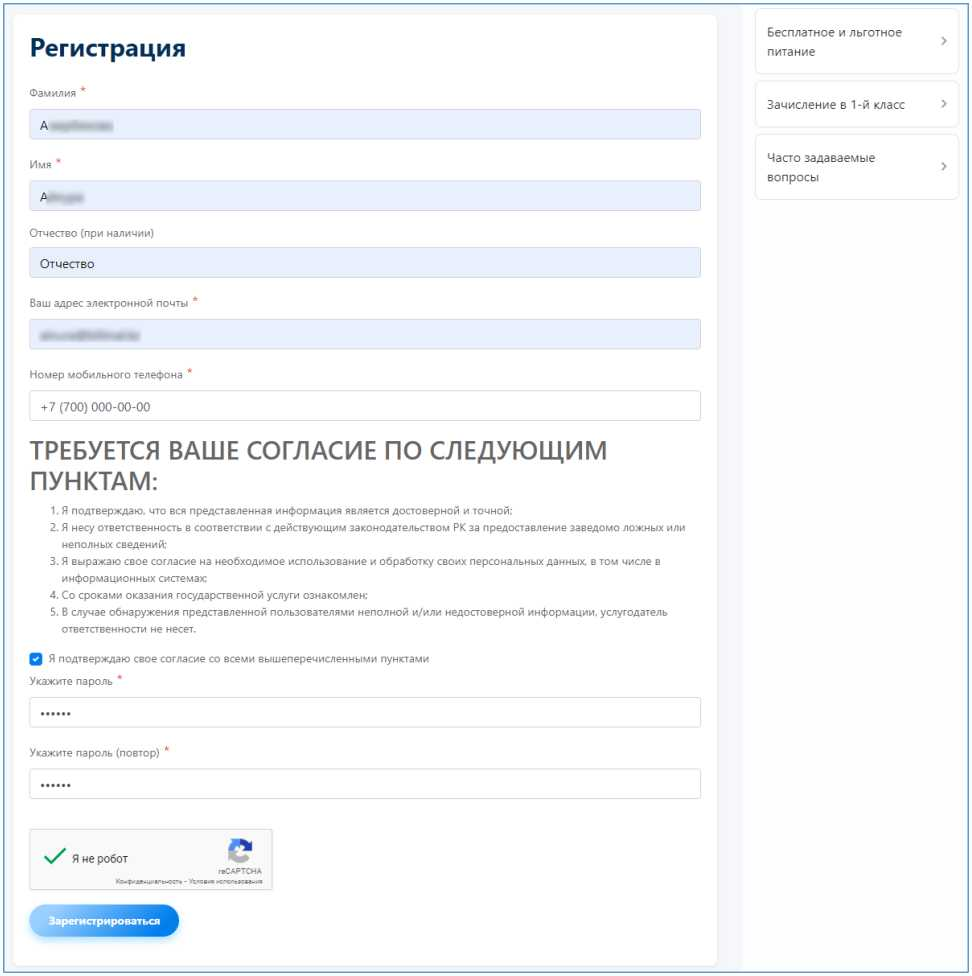 Регистрация
Фамилия *
А
Имя *
А
Отчество (при наличии)
Отчество
Ваш адрес электронной почты *
Номер мобильного телефона *
+7 (700) 000-00-00
ТРЕБУЕТСЯ ВАШЕ СОГЛАСИЕ ПО СЛЕДУЮЩИМ
ПУНКТАМ:
1. Я подтверждаю, что вся представленная информация является достоверной и точной;
2. Я несу ответственность в соответствии с действующим законодательством РК за предоставление заведомо ложных или
неполных сведений;
3. Я выражаю свое согласие на необходимое использование и обработку своих персональных данных, в том числе в
информационных системах;
4. Со сроками оказания государственной услуги ознакомлен;
5. В случае обнаружения представленной пользователями неполной и/или недостоверной информации, услугодатель
ответственности не несет.
Я подтверждаю свое согласие со всеми вышеперечисленными пунктами
Укажите пароль *
••••••
Укажите пароль (повтор) *
••••••
Я не робот
reCAPTCHA
Конфиденциальность - Условия использования
Зарегистрироваться
Бесплатное и льготное
питание
Зачисление в 1-й класс
Часто задаваемые
вопросы